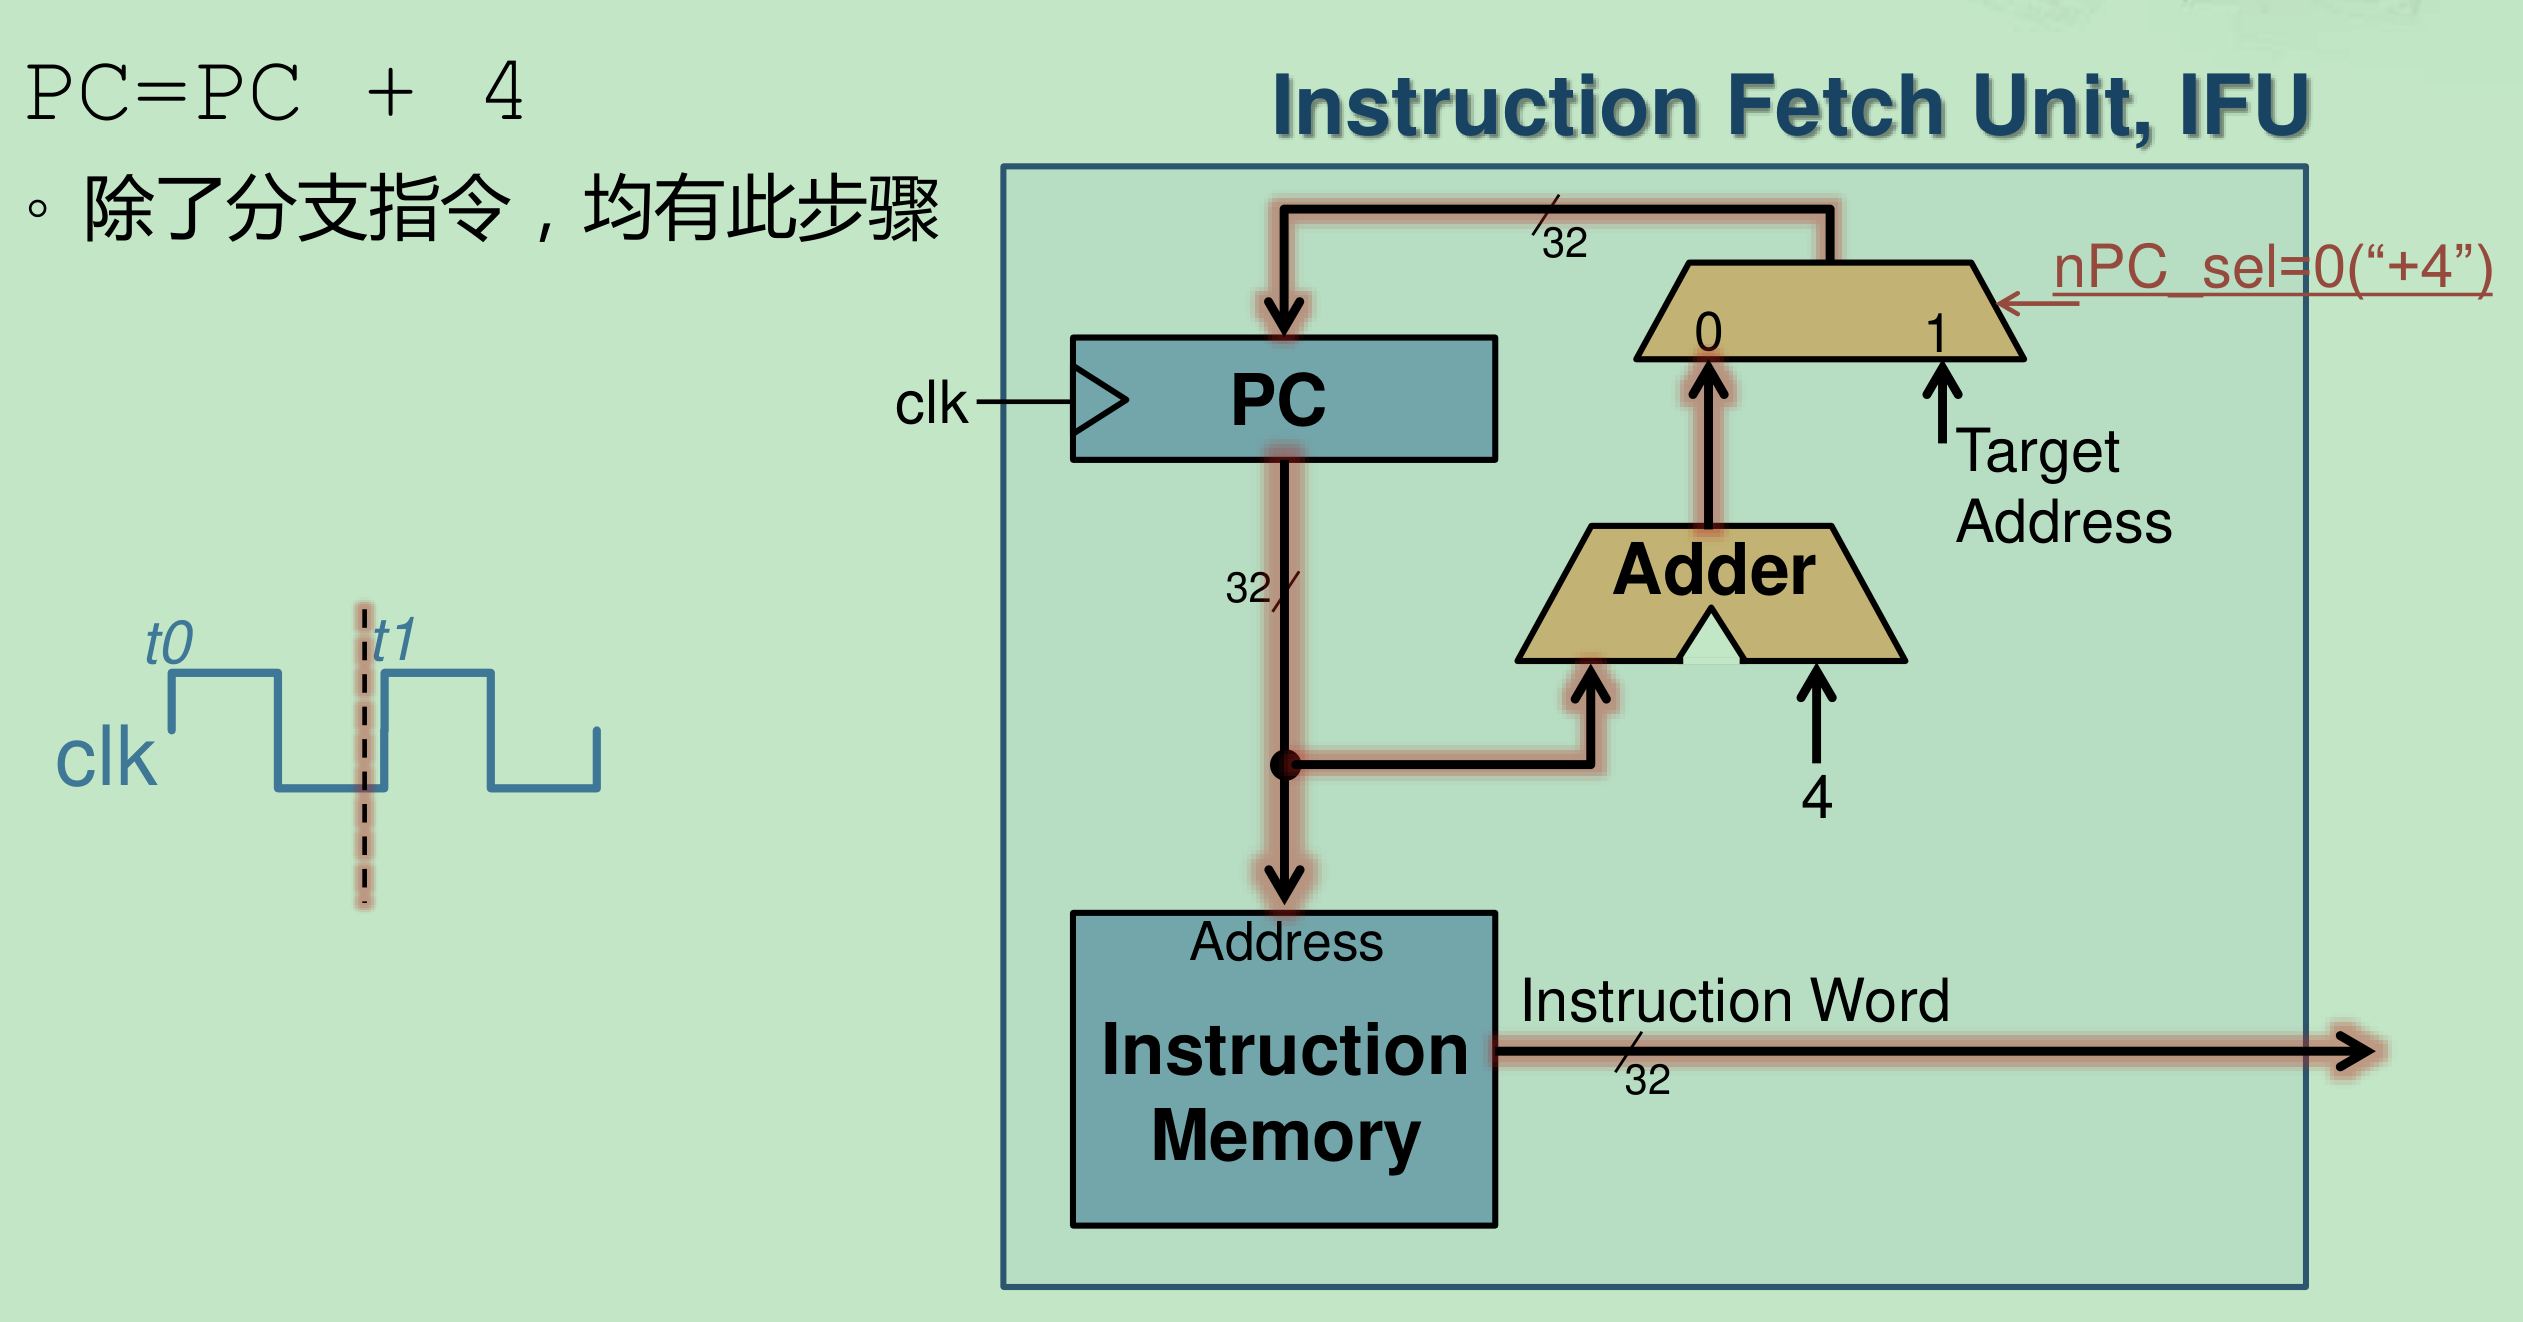 PC=PC + 4
◦ 除了分支指令，均有此步骤
Instruction Fetch Unit, IFU
32
nPC_sel=0(“+4”)
0
1
clk
PC
Target
Address
Adder
32
4
t0
t1
clk
Address
Instruction
Memory
Instruction Word
32